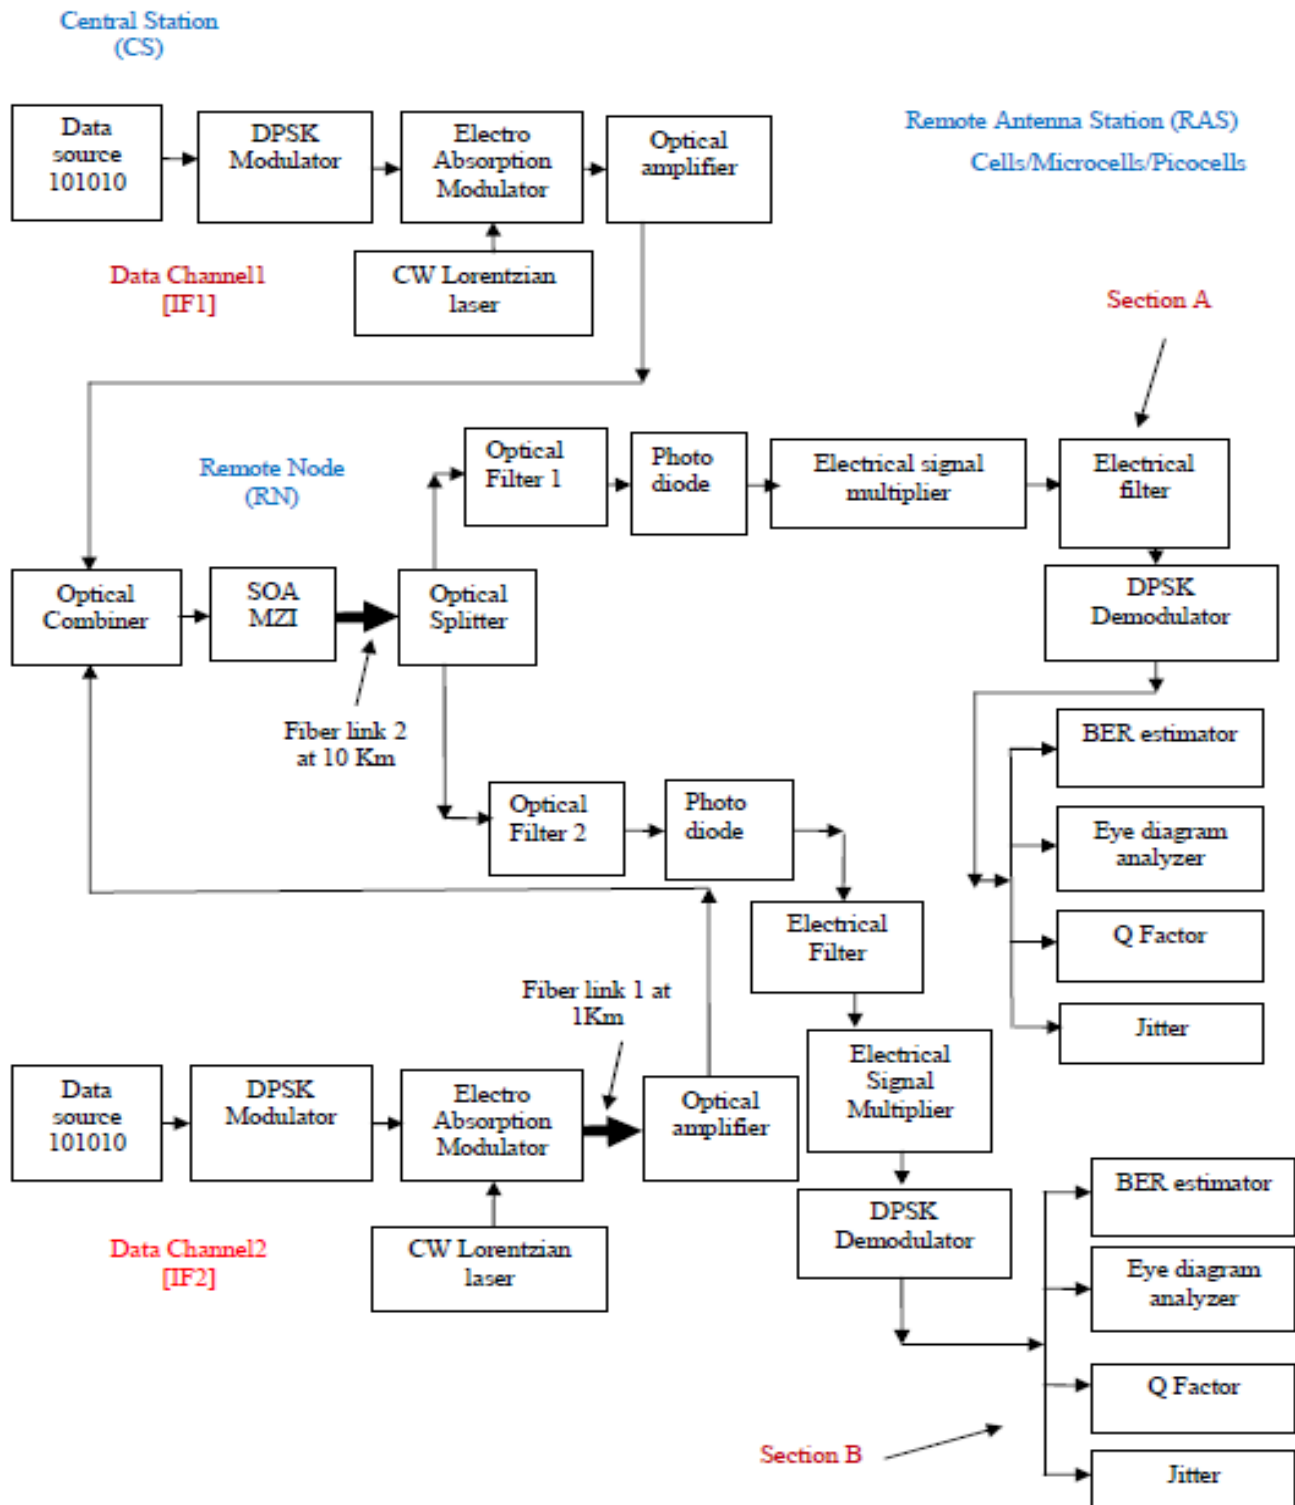 Central Station
(CS)
Data
source
101010
DPSK
Modulator
Electro
Absorption
Modulator
Optical
amplifier
Remote Antenna Station (RAS)
Cells/Microcells/Picocells
Data Channel1
[IF1]
CW Lorentzian
laser
Section A
Remote Node
(RN)
Optical
Filter 1
Photo
diode
Electrical signal
multiplier
Electrical
filter
Optical
Combiner
SOA
MZI
Optical
Splitter
DPSK
Demodulator
Fiber link 2
at 10 Km
BER estimator
Eye diagram
analyzer
Q Factor
Jitter
Optical
Filter 2
Photo
diode
Electrical
Filter
Fiber link 1 at
1Km
Electrical
Signal
Multiplier
Data
source
101010
DPSK
Modulator
Electro
Absorption
Modulator
Optical
amplifier
DPSK
Demodulator
Data Channel2
[IF2]
CW Lorentzian
laser
BER estimator
Eye diagram
analyzer
Q Factor
Jitter
Section B